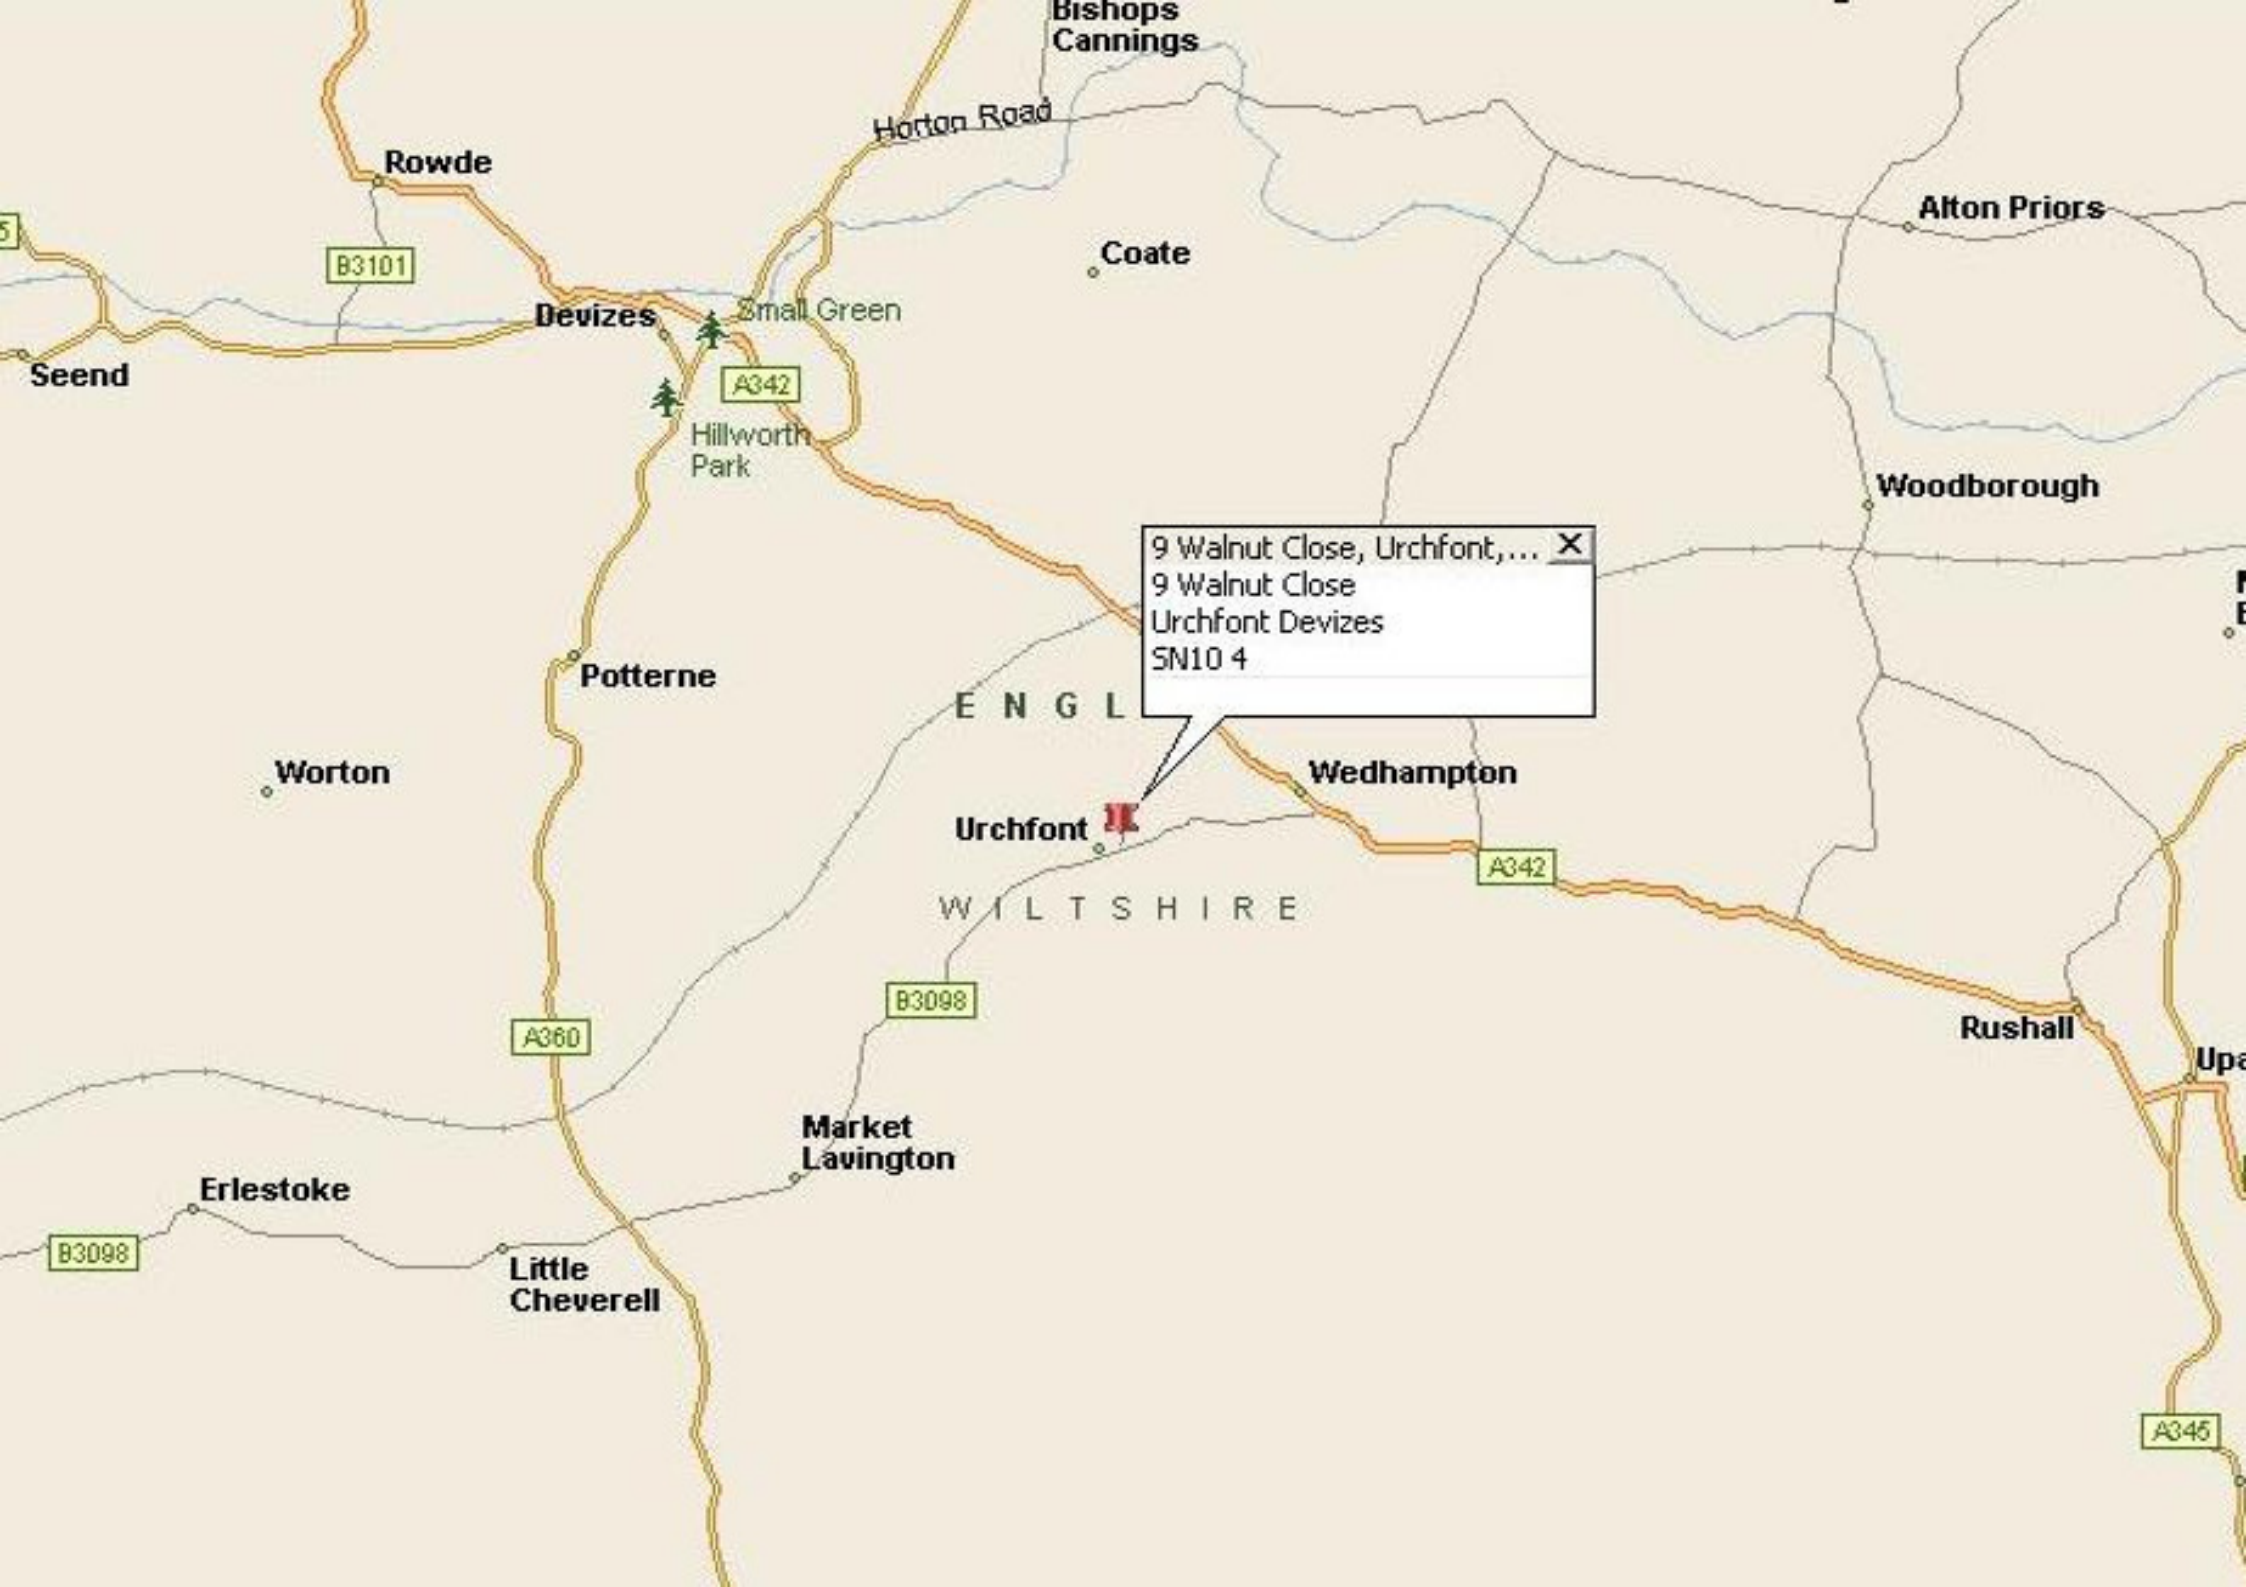 Bishops
Cannings
Horton Road
Rowde
Alton Priors
5
B3101
Coate
Devizes
Small Green
Seend
A342
Hillworth
Park
Woodborough
9 Walnut Close, Urchfont,...
9 Walnut Close
Urchfont Devizes
SN10 4
Potterne
E N G L
Worton
Wedhampton
Urchfont
A342
W I L T S H I R E
B3098
Rushall
A360
Upa
Market
Lavington
Erlestoke
B3098
Little
Cheverell
A345